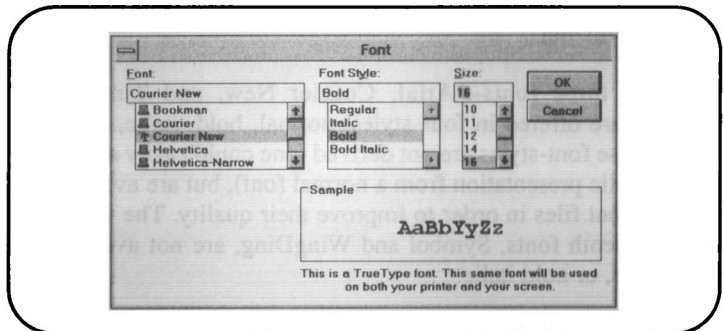 Font
Font: Font Style: Size:
Courier New Bold 16 OK
Bookman Regular 10 Cancel
Courier Italic 11
Courier New Bold 12
Helvetica Bold Italic 14
Helvetica-Narrow 16
Sample
AaBbYyZz
This is a TrueType font. This same font will be used
on both your printer and your screen.